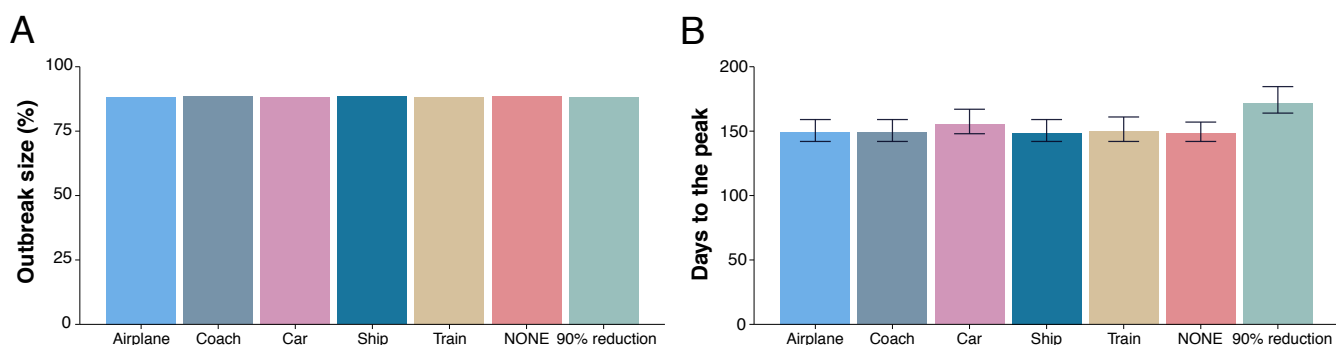 A
Outbreak size (%)
100
75
50
25
0
Airplane Coach Car Ship Train NONE 90% reduction
B
Days to the peak
200
150
100
50
0
Airplane Coach Car Ship Train NONE 90% reduction